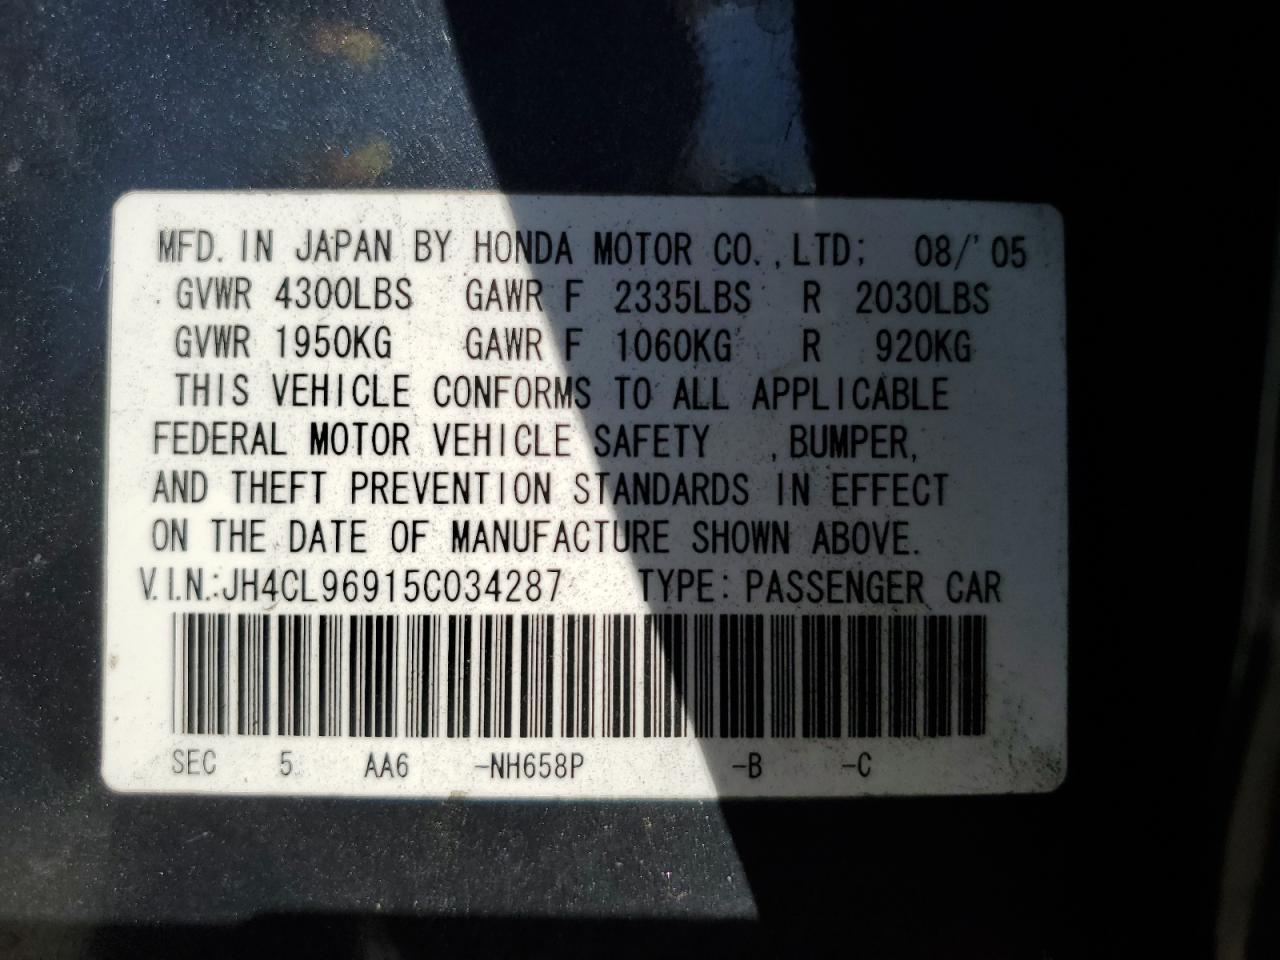 MFD. IN JAPAN BY HONDA MOTOR CO., LTD; 08/'05
GVWR 4300LBS GAWR F 2335LBS R 2030LBS
GVWR 1950KG GAWR F 1060KG R 920KG
THIS VEHICLE CONFORMS TO ALL APPLICABLE
FEDERAL MOTOR VEHICLE SAFETY , BUMPER,
AND THEFT PREVENTION STANDARDS IN EFFECT
ON THE DATE OF MANUFACTURE SHOWN ABOVE.
V.I.N.:JH4CL96915C034287 TYPE: PASSENGER CAR
SEC 5 AA6 -NH658P -B -C